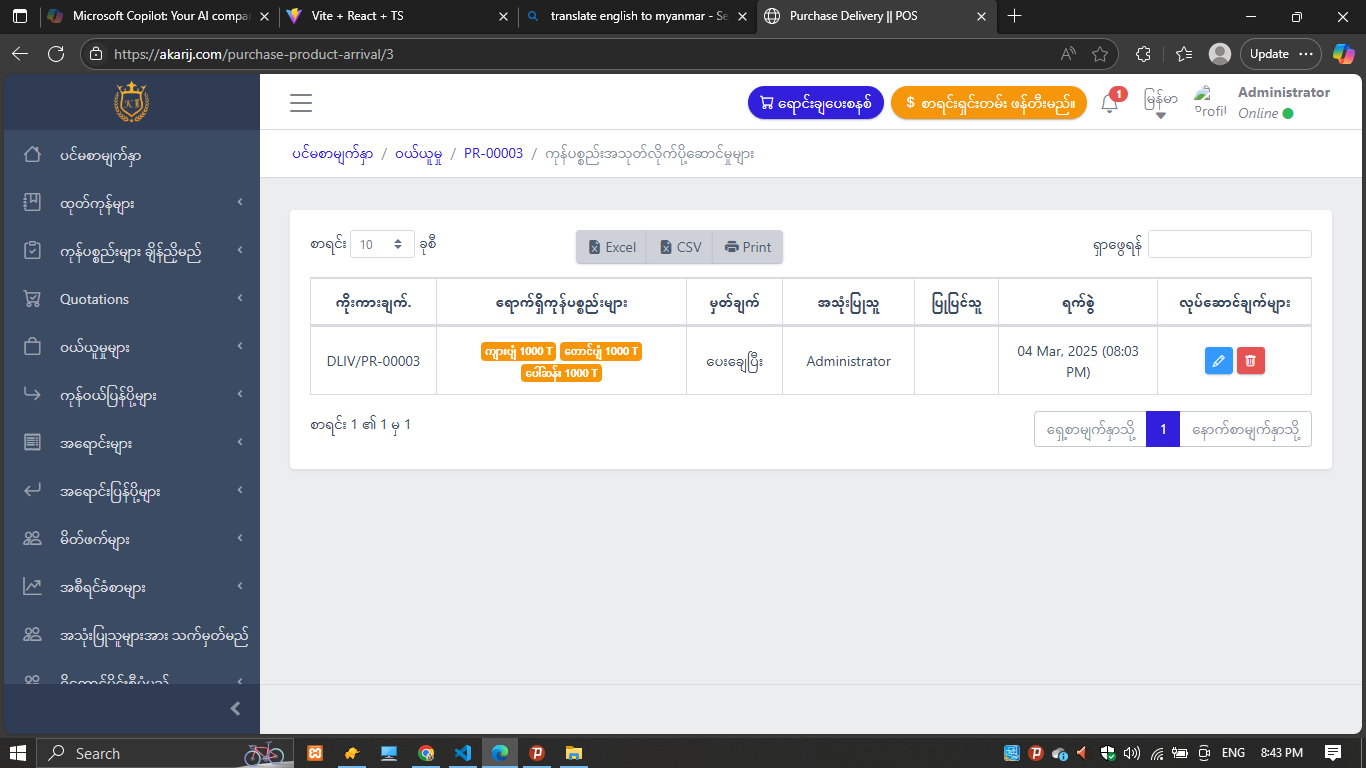 Microsoft Copilot: Your AI compa
Vite + React + TS
translate english to myanmar - Se
Purchase Delivery || POS
https://akarij.com/purchase-product-arrival/3
Update
ရောင်းချပေးစနစ်
$ စာရင်းရှင်းတမ်း ဖန်တီးမည်။
1
မြန်မာ
Profil
Administrator
Online
ပင်မစာမျက်နှာ / ဝယ်ယူမှု / PR-00003 / ကုန်ပစ္စည်းအသုတ်လိုက်ပို့ဆောင်မှုများ
ပင်မစာမျက်နှာ
ထုတ်ကုန်များ
ကုန်ပစ္စည်းများ ချိန်ညှိမည်
Quotations
ဝယ်ယူမှုများ
ကုန်ဝယ်ပြန်ပို့များ
အရောင်းများ
အရောင်းပြန်ပို့များ
မိတ်ဖက်များ
အစီရင်ခံစာများ
အသုံးပြုသူများအား သက်မှတ်မည်
စာရင်း 10 ခုစီ
Excel
CSV
Print
ရှာဖွေရန်
ကိုးကားချက်.
ရောက်ရှိကုန်ပစ္စည်းများ
မှတ်ချက်
အသုံးပြုသူ
ပြုပြင်သူ
ရက်စွဲ
လုပ်ဆောင်ချက်များ
DLIV/PR-00003
ကျားပျံ 1000 T
တောင်ပျံ 1000 T
ပေါ်ဆန်း 1000 T
ပေးချေပြီး
Administrator
04 Mar, 2025 (08:03
PM)
စာရင်း 1 ၏ 1 မှ 1
ရှေ့စာမျက်နှာသို့
1
နောက်စာမျက်နှာသို့
Search
ENG
8:43 PM